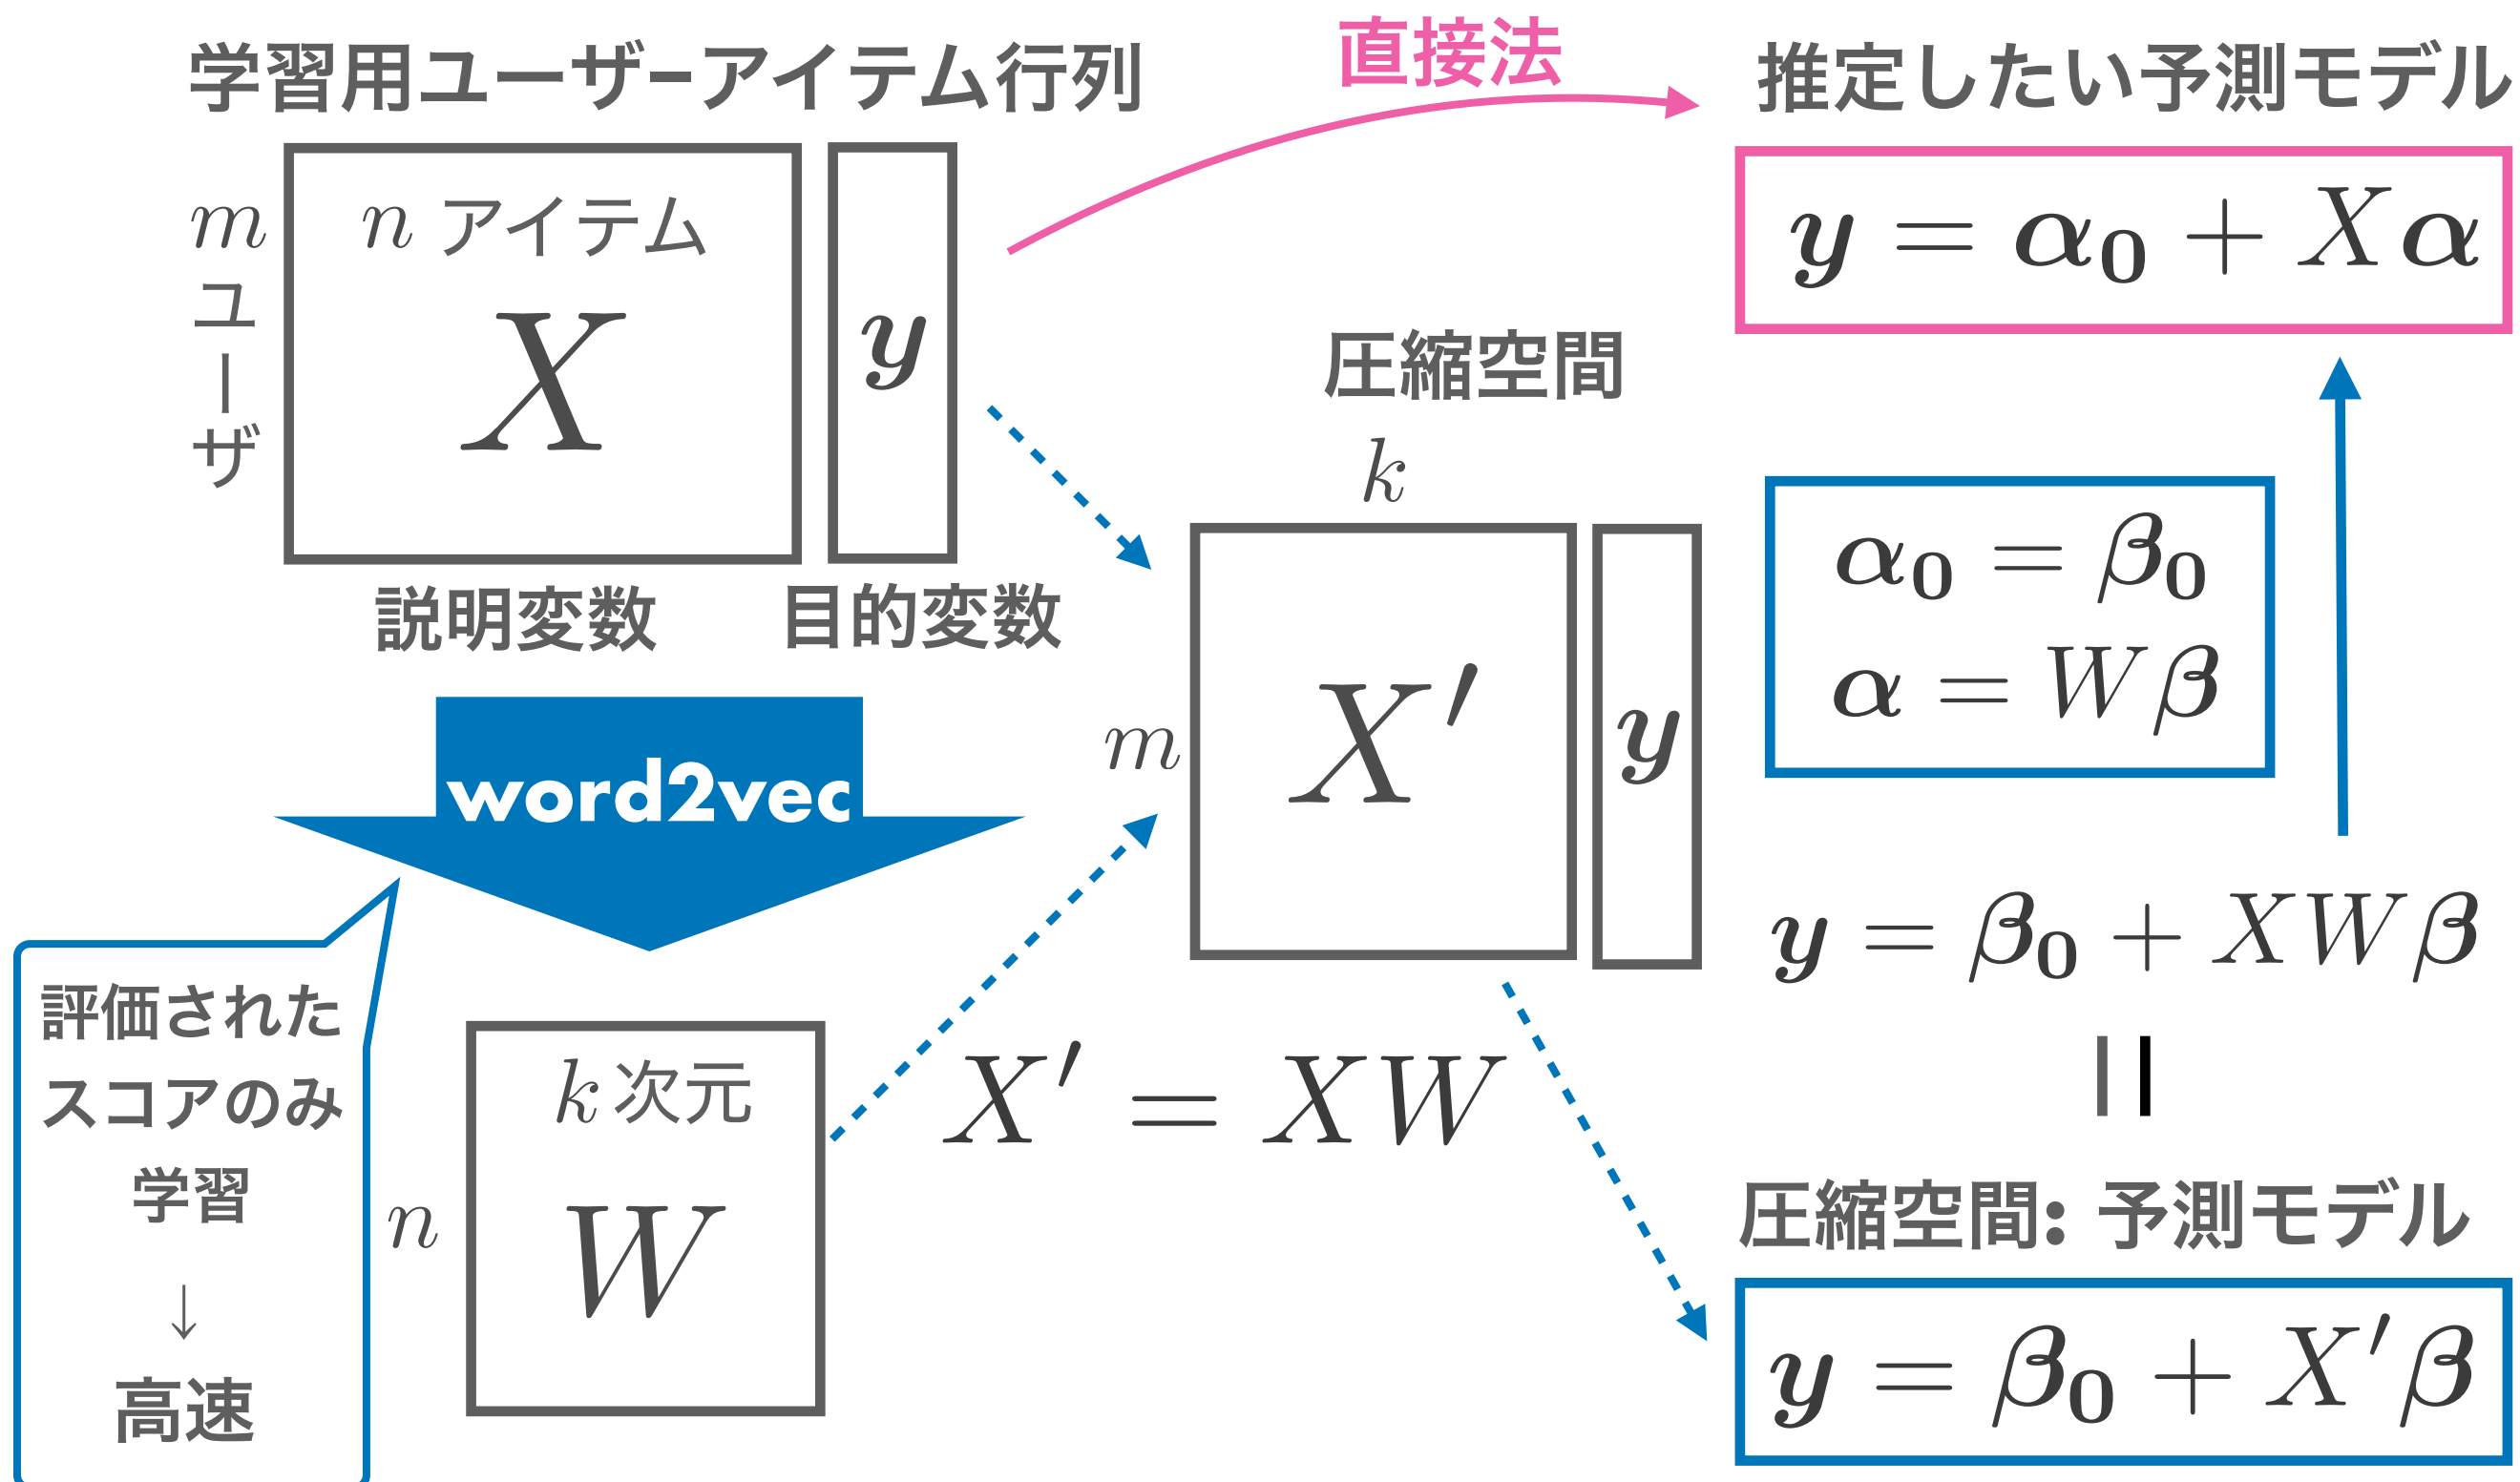 学習用ユーザ-アイテム行列
直接法
推定したい予測モデル
m ユーザ
n アイテム
X
y
y = α₀ + Xα
圧縮空間
k
説明変数
目的変数
m
X′
y
α₀ = β₀
α = Wβ
word2vec
y = β₀ + XWβ
評価された
スコアのみ
学習
↓
高速
k次元
n
W
X′ = XW
圧縮空間: 予測モデル
y = β₀ + X′β